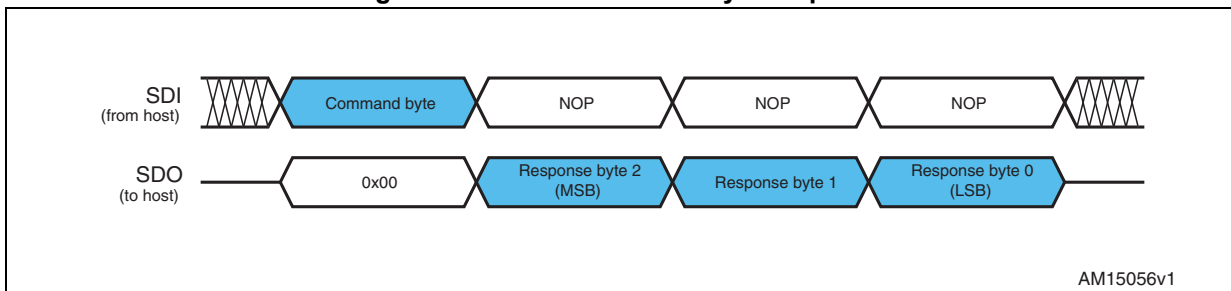 SDI
(from host)
Command byte
NOP
NOP
NOP
SDO
(to host)
0x00
Response byte 2
(MSB)
Response byte 1
Response byte 0
(LSB)
AM15056v1